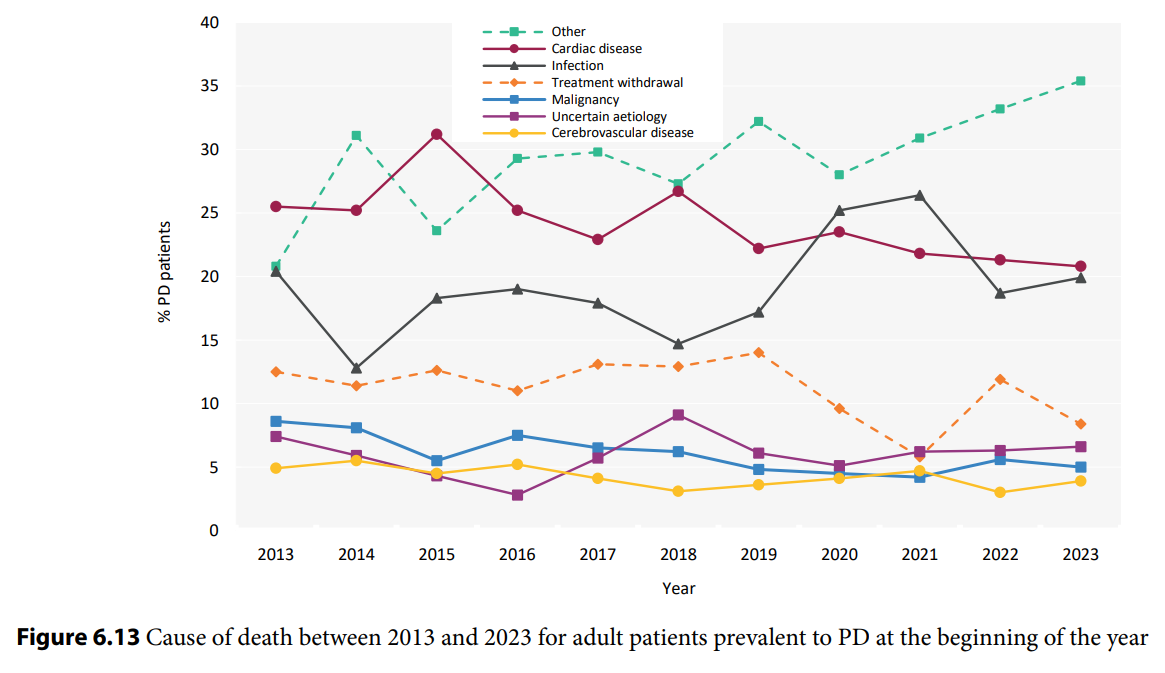 40
35
30
25
20
15
10
5
0
% PD patients
Other
Cardiac disease
Infection
Treatment withdrawal
Malignancy
Uncertain aetiology
Cerebrovascular disease
2013 2014 2015 2016 2017 2018 2019 2020 2021 2022 2023
Year
Figure 6.13 Cause of death between 2013 and 2023 for adult patients prevalent to PD at the beginning of the year